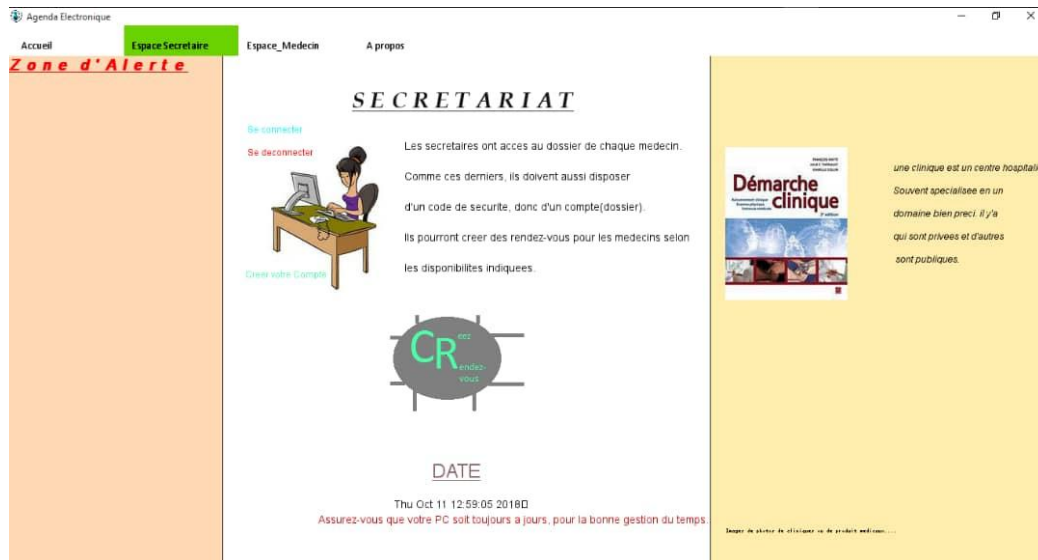 Agenda Electronique
Accueil
Espace Secretaire
Espace_Medecin
A propos
Zone d'Alerte
SECRETARIAT
Se connecter
Se deconnecter
Les secretaires ont acces au dossier de chaque medecin.
Comme ces derniers, ils doivent aussi disposer
d'un code de securite, donc d'un compte(dossier).
Ils pourront creer des rendez-vous pour les medecins selon
les disponibilites indiquees.
Creer votre Compte
CReez
Rendez-
vous
DATE
Thu Oct 11 12:59:05 2018
Assurez-vous que votre PC soit toujours a jours, pour la bonne gestion du temps.
Démarche
clinique
une clinique est un centre hospitali
Souvent specialisee en un
domaine bien preci. il y'a
qui sont privees et d'autres
sont publiques.